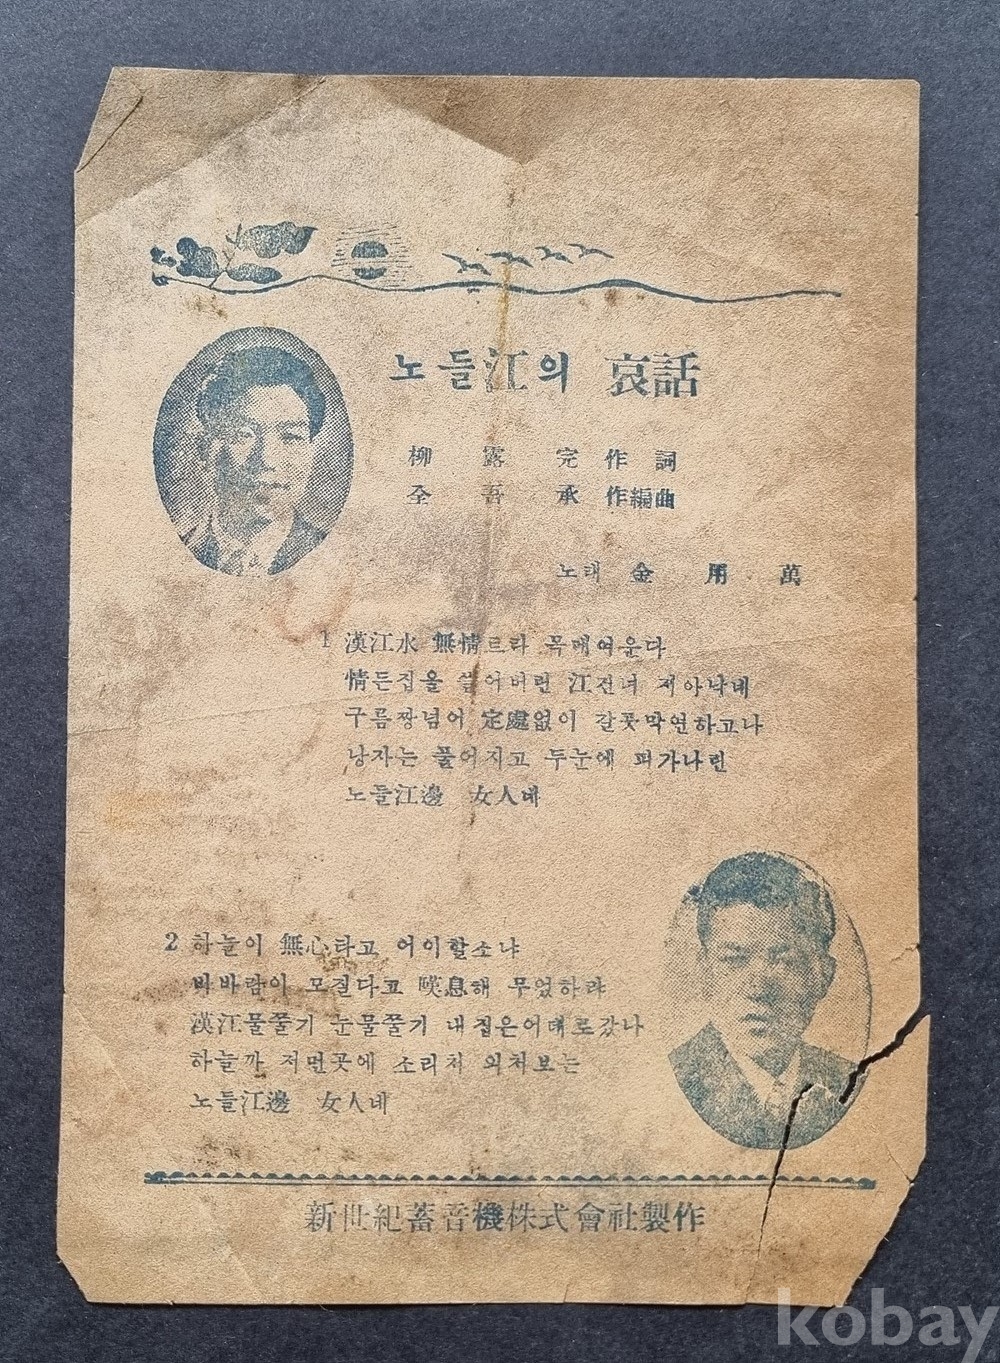 노들江의 哀話
柳露完 作詞
全吾承 作編曲
노래 金用萬
1 漢江水 無情르라 목메여운다
情든집을 쓸어버린 江건너 저아낙네
구름짱넘어 定處없이 갈곳막연하고나
낭자는 풀어지고 두눈에 피가나린
노들江邊 女人네
2 하늘이 無心타고 어이할소냐
비바람이 모질다고 嘆息해 무었하랴
漢江물줄기 눈물줄기 내집은어데로갔나
하늘까 저먼곳에 소리처 외처보는
노들江邊 女人네
新世紀蓄音機株式會社製作
kobay